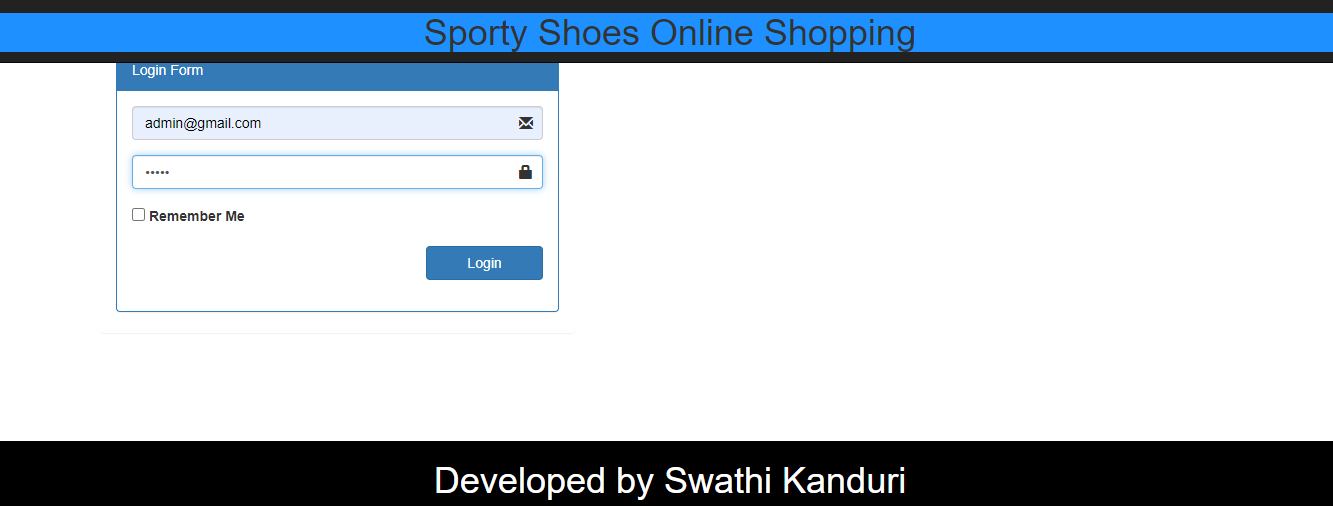 Sporty Shoes Online Shopping
Login Form
admin@gmail.com
•••••
Remember Me
Login
Developed by Swathi Kanduri